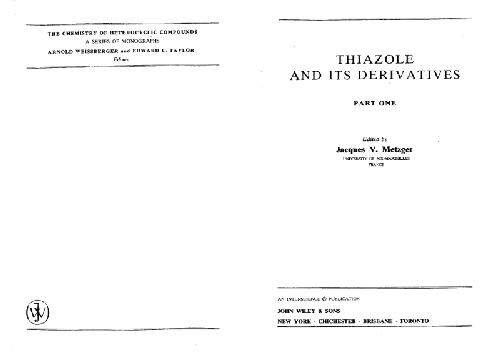 THE CHEMISTRY OF HETEROCYCLIC COMPOUNDS
A SERIES OF MONOGRAPHS
ARNOLD WEISSBERGER and EDWARD C. TAYLOR
Editors
THIAZOLE
AND ITS DERIVATIVES
PART ONE
Edited by
Jacques V. Metzger
UNIVERSITY OF AIX-MARSEILLES
FRANCE
AN INTERSCIENCE ® PUBLICATION
JOHN WILEY & SONS
NEW YORK · CHICHESTER · BRISBANE · TORONTO